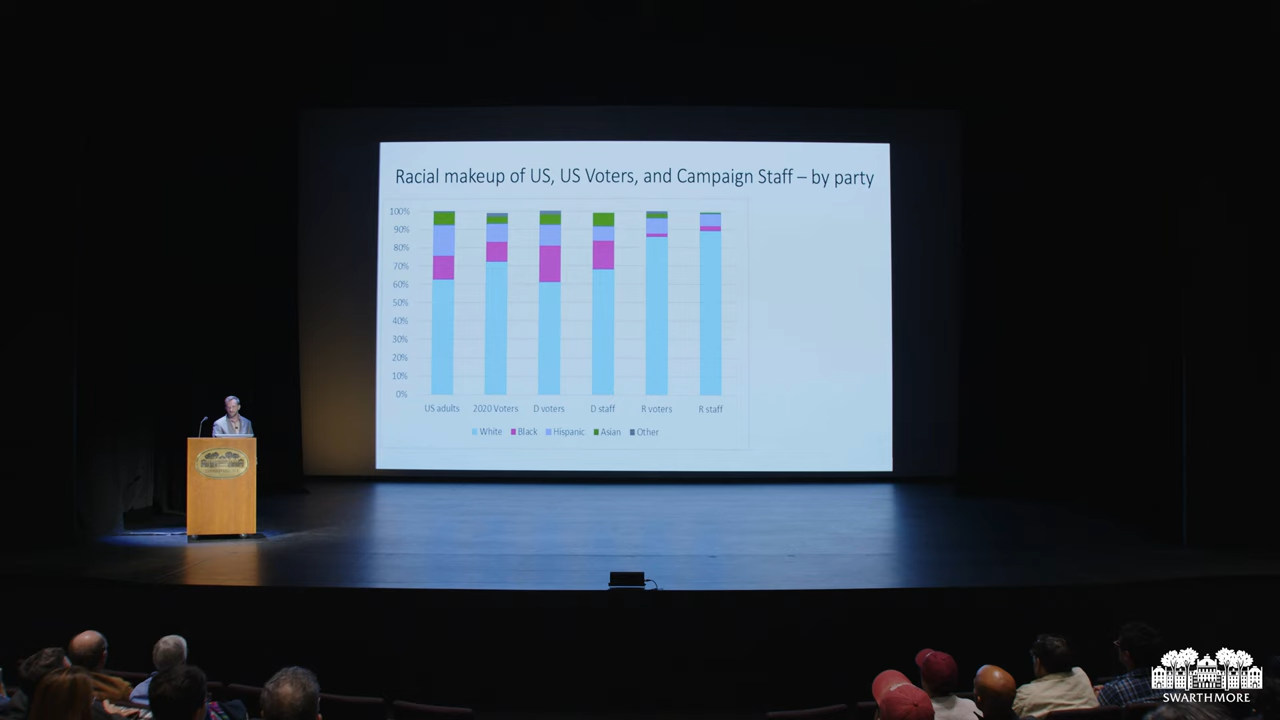 Racial makeup of US, US Voters, and Campaign Staff – by party
100%
90%
80%
70%
60%
50%
40%
30%
20%
10%
0%
US adults 2020 Voters D voters D staff R voters R staff
White Black Hispanic Asian Other
SWARTHMORE